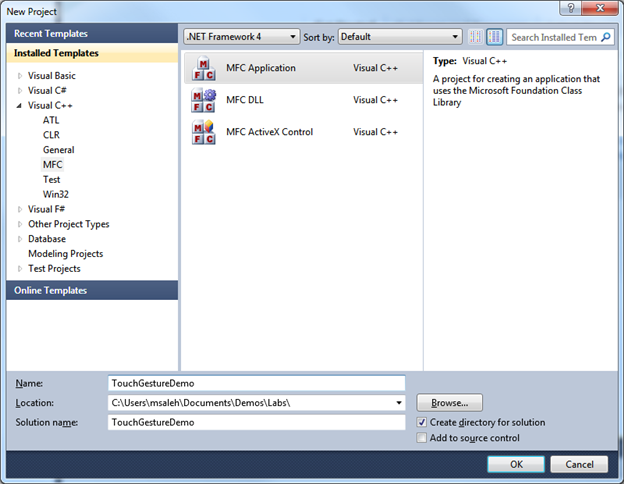 New Project
Recent Templates
Installed Templates
Visual Basic
Visual C#
Visual C++
ATL
CLR
General
MFC
Test
Win32
Visual F#
Other Project Types
Database
Modeling Projects
Test Projects
Online Templates
.NET Framework 4
Sort by:
Default
Search Installed Tem
MFC
MFC Application
Visual C++
MFC
MFC DLL
Visual C++
MFC
MFC ActiveX Control
Visual C++
Type: Visual C++
A project for creating an application that
uses the Microsoft Foundation Class
Library
Name:
TouchGestureDemo
Location:
C:\Users\msaleh\Documents\Demos\Labs\
Browse...
Solution name:
TouchGestureDemo
Create directory for solution
Add to source control
OK
Cancel